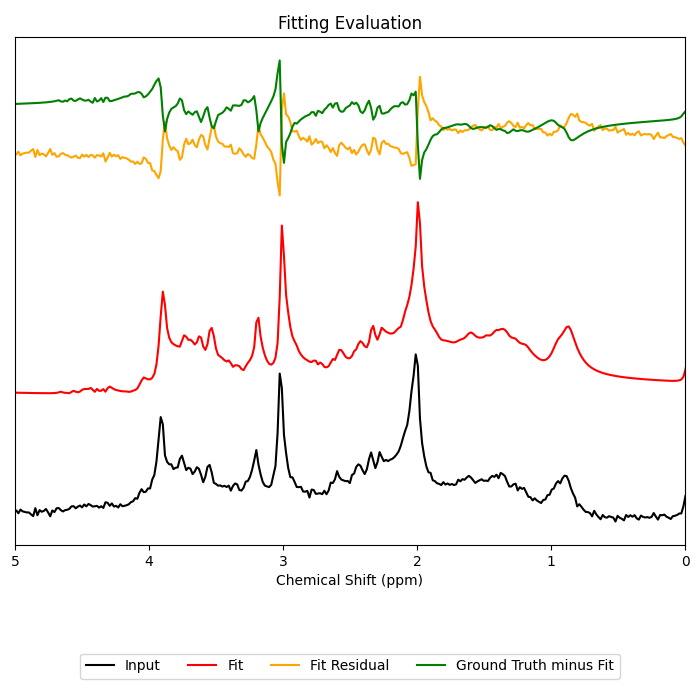 Fitting Evaluation
5 4 3 2 1 0
Chemical Shift (ppm)
Input Fit Fit Residual Ground Truth minus Fit